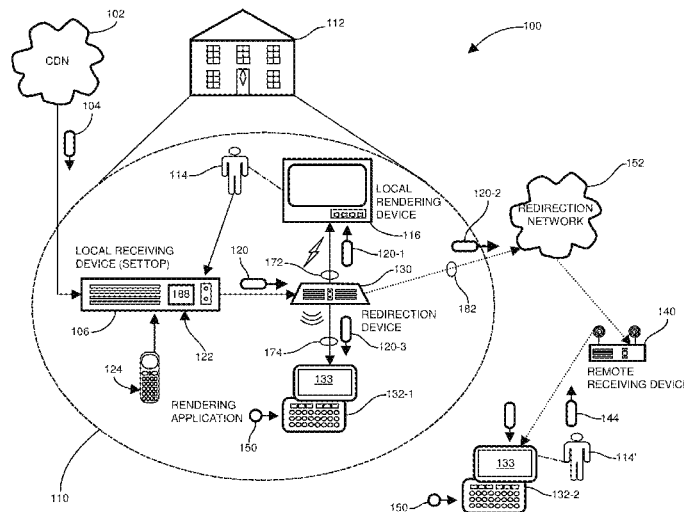 102
CDN
104
112
100
114
LOCAL
RENDERING
DEVICE
116
120-1
120-2
152
REDIRECTION
NETWORK
LOCAL RECEIVING
DEVICE (SETTOP)
120
172
130
188
106
122
182
REDIRECTION
DEVICE
174
120-3
140
REMOTE
RECEIVING DEVICE
124
133
132-1
RENDERING
APPLICATION
150
144
114'
110
133
132-2
150